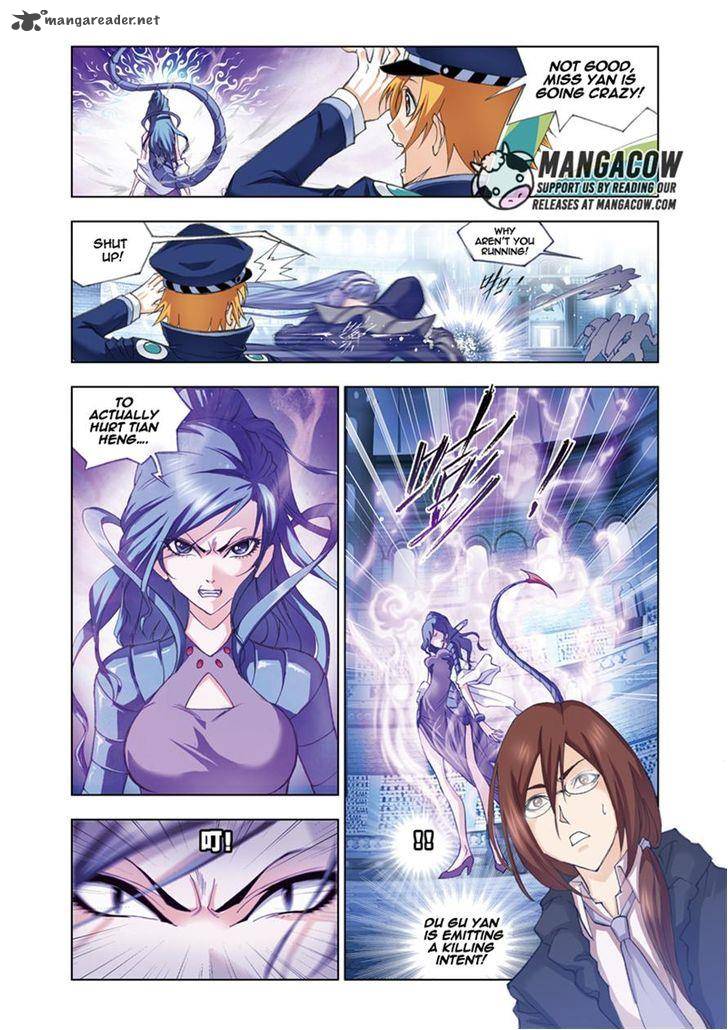 mangareader.net
NOT GOOD,
MISS YAN IS
GOING CRAZY!
MANGACOW
SUPPORT US BY READING OUR
RELEASES AT MANGACOW.COM
SHUT
UP!
WHY
AREN'T YOU
RUNNING!
TO
ACTUALLY
HURT TIAN
HENG....
!
叮!
!!
DU GU YAN
IS EMITTING
A KILLING
INTENT!